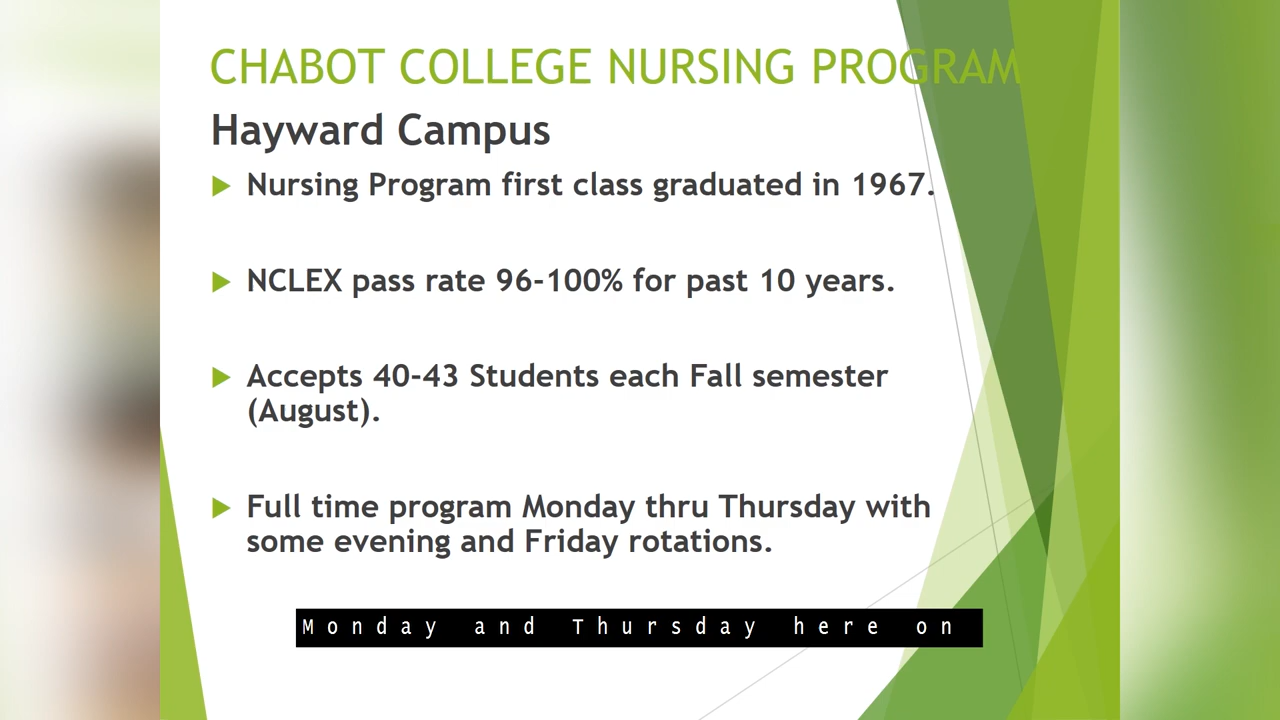 CHABOT COLLEGE NURSING PROGRAM
Hayward Campus
Nursing Program first class graduated in 1967.
NCLEX pass rate 96-100% for past 10 years.
Accepts 40-43 Students each Fall semester
(August).
Full time program Monday thru Thursday with
some evening and Friday rotations.
Monday and Thursday here on